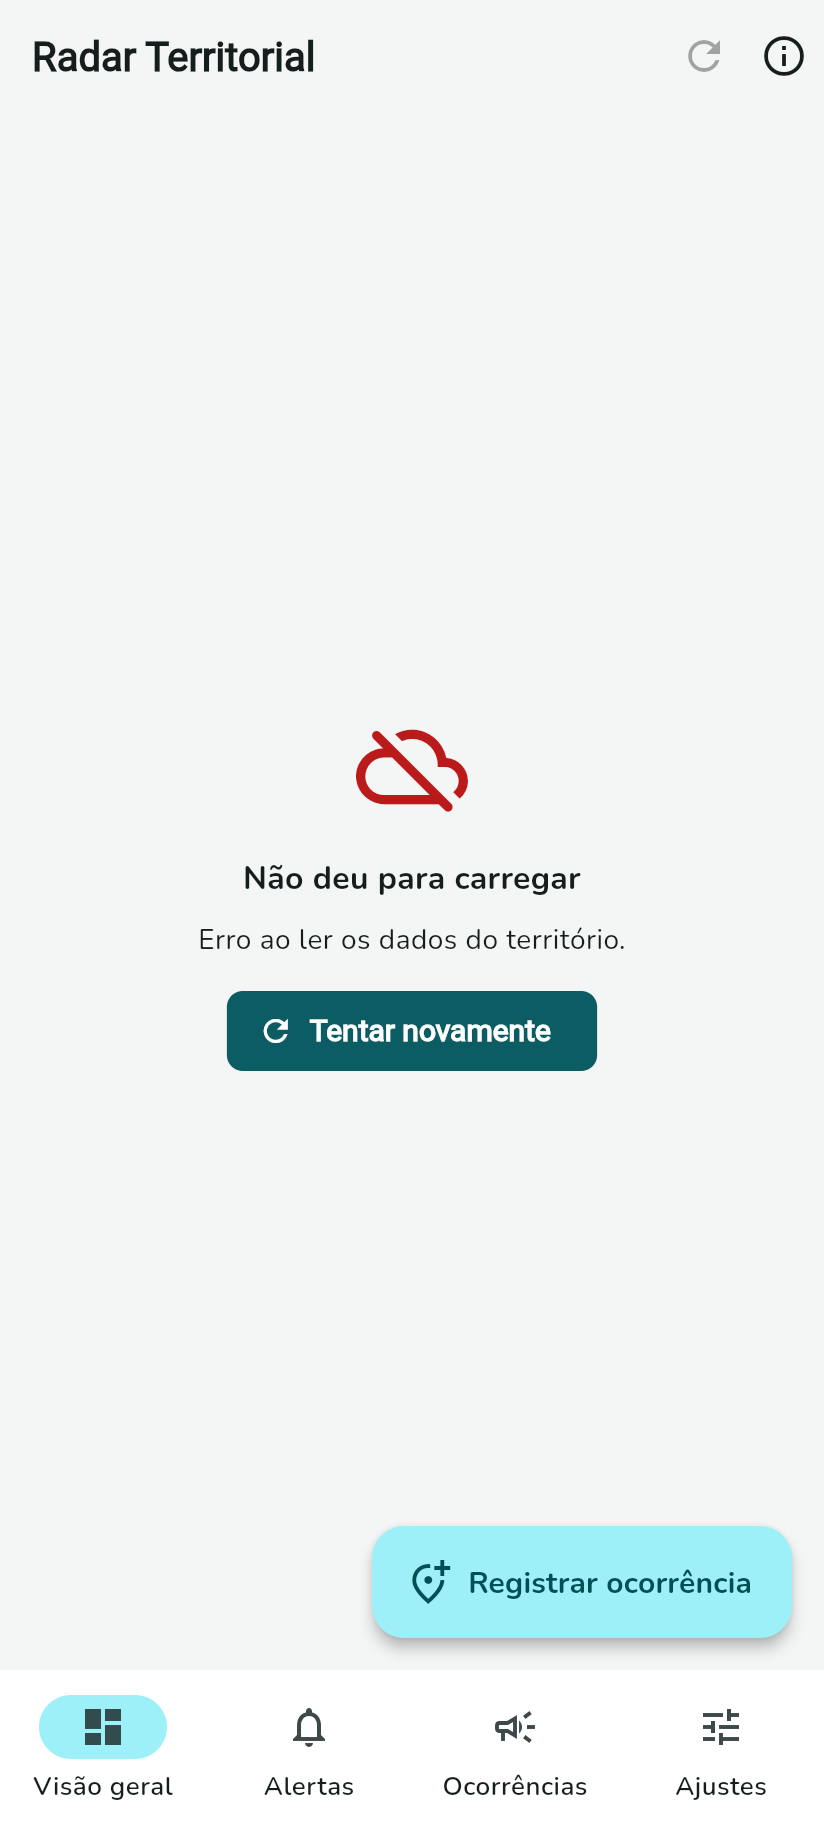 Radar Territorial
Não deu para carregar
Erro ao ler os dados do território.
Tentar novamente
Registrar ocorrência
Visão geral
Alertas
Ocorrências
Ajustes